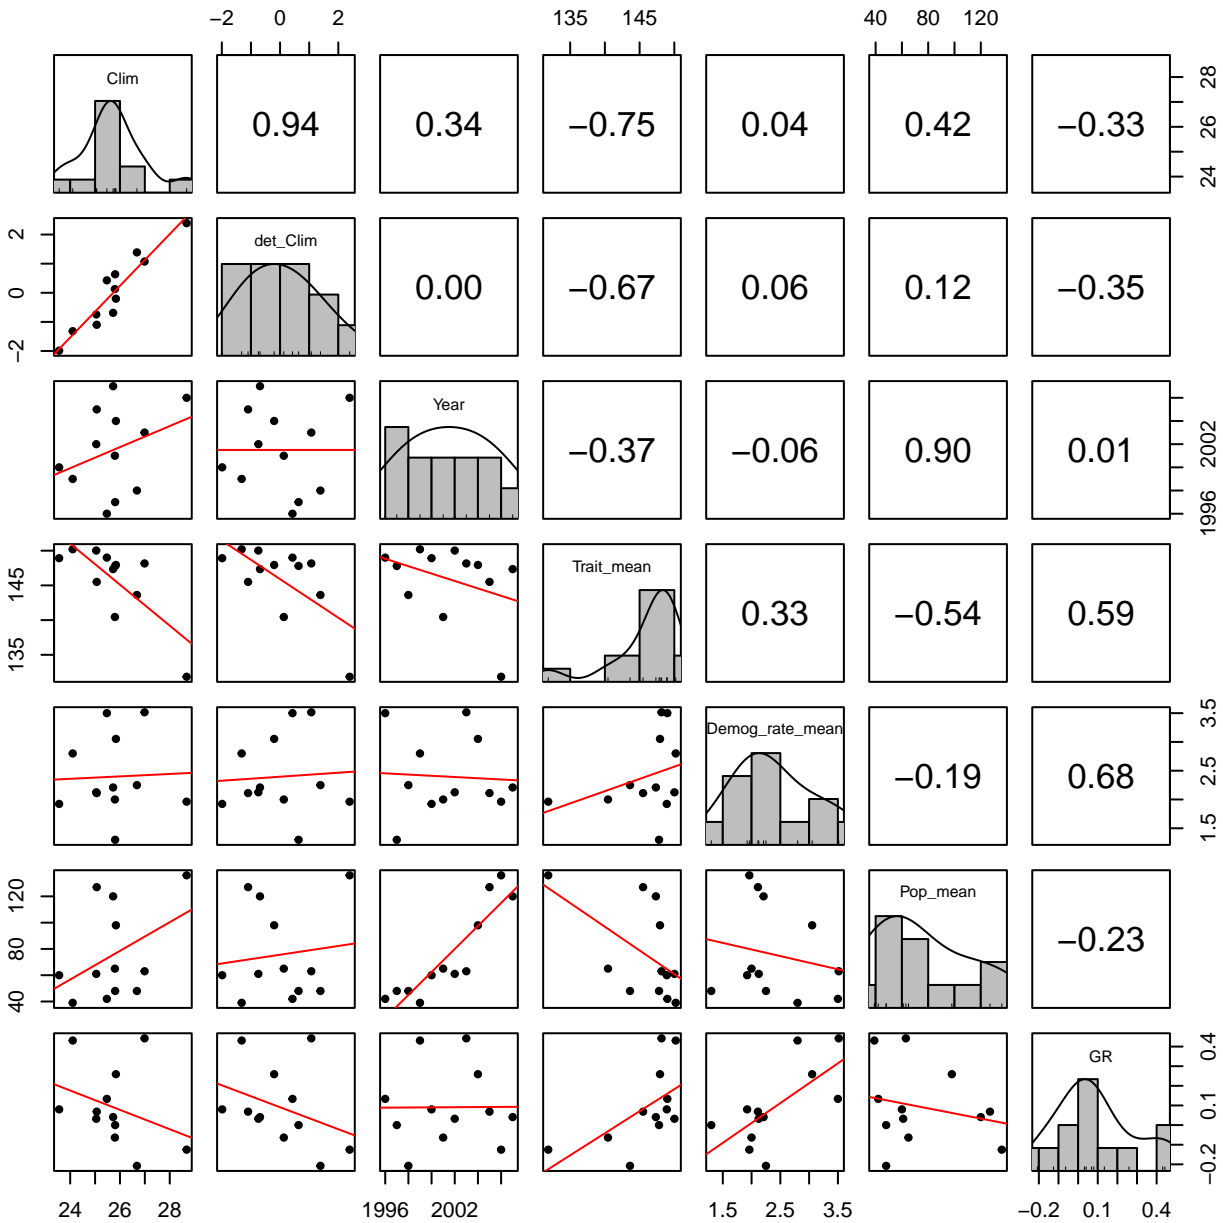 −2 0 2 135 145 40 80 120
Clim 0.94 0.34 −0.75 0.04 0.42 −0.33 24 26 28
−2 0 2 det_Clim 0.00 −0.67 0.06 0.12 −0.35
Year −0.37 −0.06 0.90 0.01 1996 2002
135 145 Trait_mean 0.33 −0.54 0.59
Demog_rate_mean −0.19 0.68 1.5 2.5 3.5
40 80 120 Pop_mean −0.23
GR −0.2 0.1 0.4
24 26 28 1996 2002 1.5 2.5 3.5 −0.2 0.1 0.4